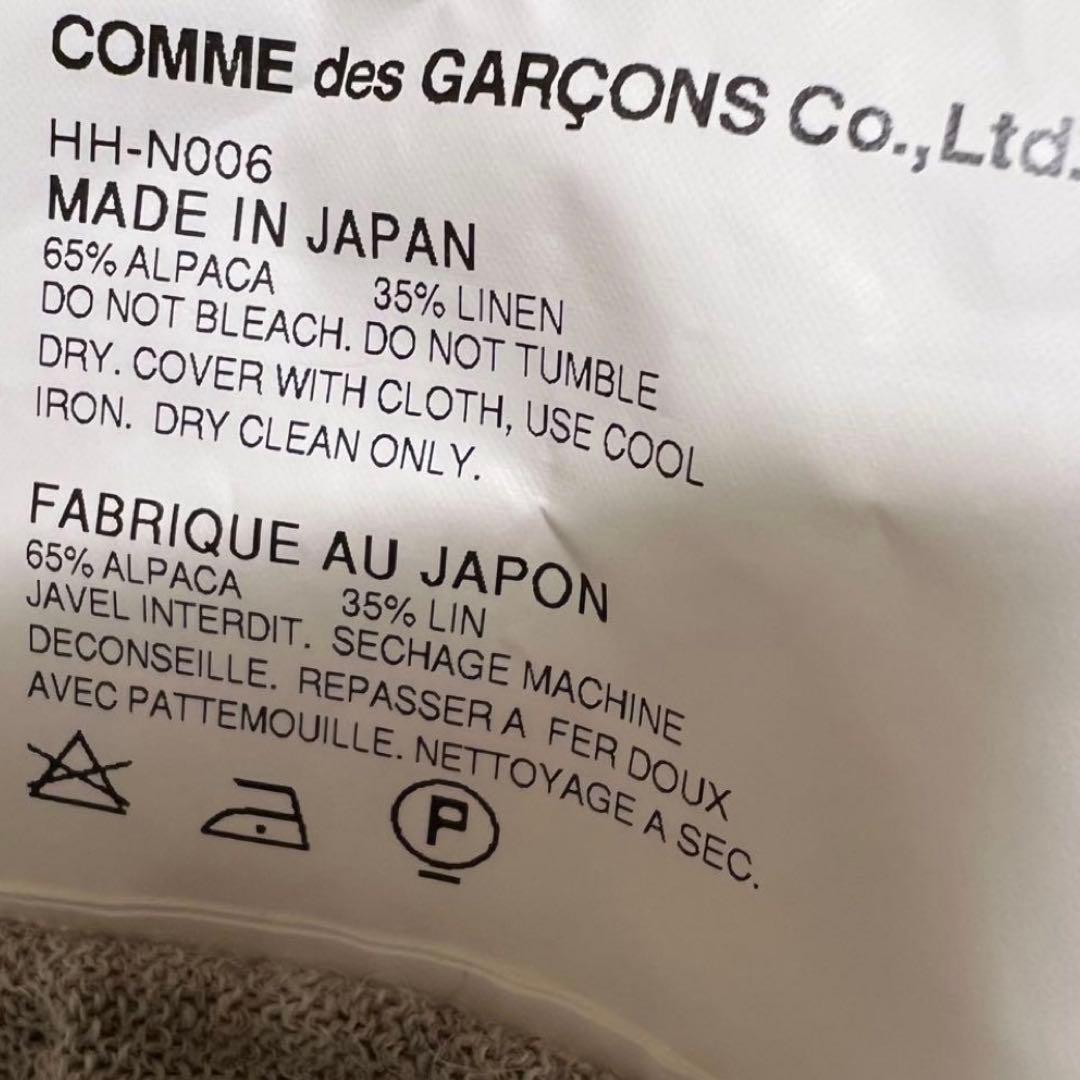 COMME des GARÇONS Co.,Ltd.
HH-N006
MADE IN JAPAN
65% ALPACA 35% LINEN
DO NOT BLEACH. DO NOT TUMBLE
DRY. COVER WITH CLOTH, USE COOL
IRON. DRY CLEAN ONLY.
FABRIQUE AU JAPON
65% ALPACA 35% LIN
JAVEL INTERDIT. SECHAGE MACHINE
DECONSEILLE. REPASSER A FER DOUX
AVEC PATTEMOUILLE. NETTOYAGE A SEC.
P